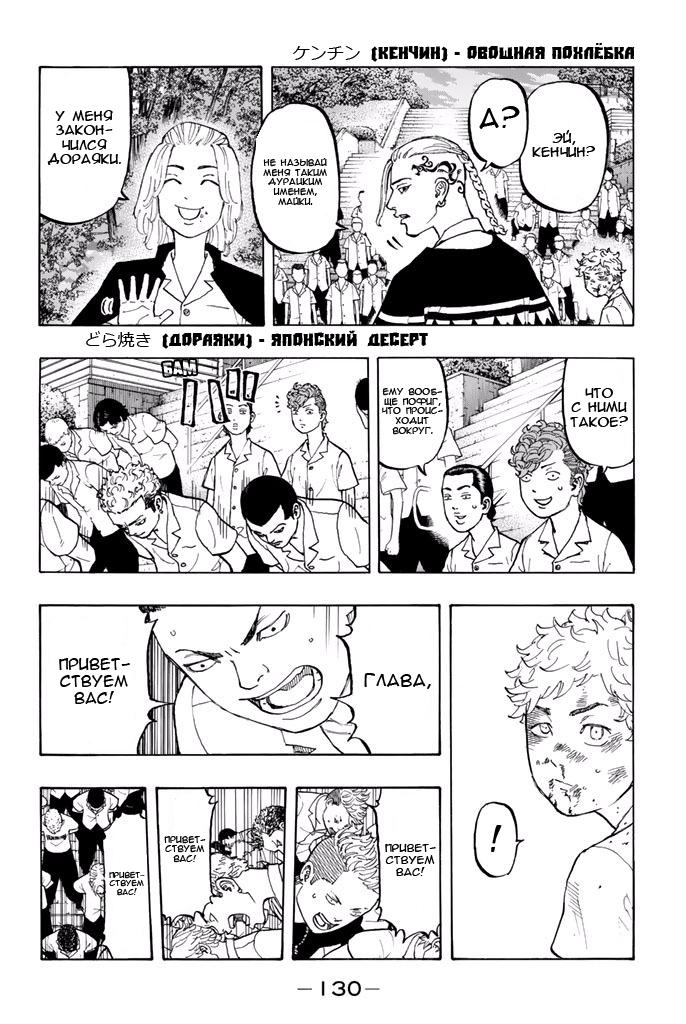 ケンチン (КЕНЧИН) - ОВОЩНАЯ ПОХЛЁБКА
ЭЙ,
КЕНЧИН?
А?
НЕ НАЗЫВАЙ
МЕНЯ ТАКИМ
ДУРАЦКИМ
ИМЕНЕМ,
МАЙКИ.
У МЕНЯ
ЗАКОН-
ЧИЛСЯ
ДОРАЯКИ.
どら焼き (ДОРАЯКИ) - ЯПОНСКИЙ ДЕСЕРТ
ЧТО
С НИМИ
ТАКОЕ?
ЕМУ ВООБ-
ЩЕ ПОФИГ,
ЧТО ПРОИС-
ХОДИТ
ВОКРУГ.
БАМ
!
ГЛАВА,
ПРИВЕТ-
СТВУЕМ
ВАС!
ПРИВЕТ-
СТВУЕМ
ВАС!
ПРИВЕТ-
СТВУЕМ
ВАС!
ПРИВЕТ-
СТВУЕМ
ВАС!
—130—